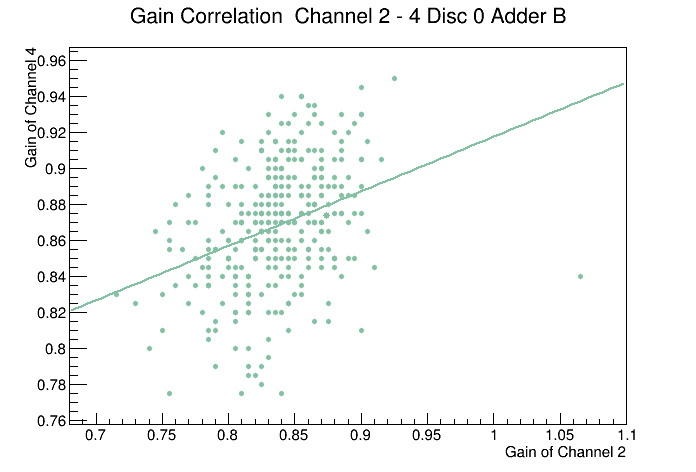 Gain Correlation  Channel 2 - 4 Disc 0 Adder B
Gain of Channel 4
0.96
0.94
0.92
0.9
0.88
0.86
0.84
0.82
0.8
0.78
0.76
0.7 0.75 0.8 0.85 0.9 0.95 1 1.05 1.1
Gain of Channel 2